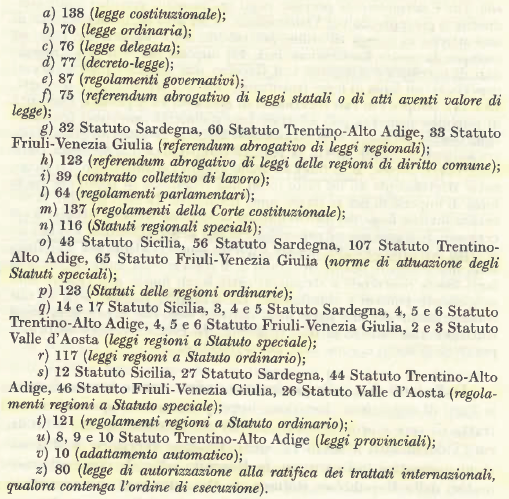 a) 138 (legge costituzionale);
b) 70 (legge ordinaria);
c) 76 (legge delegata);
d) 77 (decreto-legge);
e) 87 (regolamenti governativi);
f) 75 (referendum abrogativo di leggi statali o di atti aventi valore di
legge);
g) 32 Statuto Sardegna, 60 Statuto Trentino-Alto Adige, 33 Statuto
Friuli-Venezia Giulia (referendum abrogativo di leggi regionali);
h) 123 (referendum abrogativo di leggi delle regioni di diritto comune);
i) 39 (contratto collettivo di lavoro);
l) 64 (regolamenti parlamentari);
m) 137 (regolamenti della Corte costituzionale);
n) 116 (Statuti regionali speciali);
o) 43 Statuto Sicilia, 56 Statuto Sardegna, 107 Statuto Trentino-
Alto Adige, 65 Statuto Friuli-Venezia Giulia (norme di attuazione degli
Statuti speciali);
p) 123 (Statuti delle regioni ordinarie);
q) 14 e 17 Statuto Sicilia, 3, 4 e 5 Statuto Sardegna, 4, 5 e 6 Statuto
Trentino-Alto Adige, 4, 5 e 6 Statuto Friuli-Venezia Giulia, 2 e 3 Statuto
Valle d'Aosta (leggi regioni a Statuto speciale);
r) 117 (leggi regioni a Statuto ordinario);
s) 12 Statuto Sicilia, 27 Sardegna, 44 Statuto Trentino-Alto
Adige, 46 Statuto Friuli-Venezia Giulia, 26 Statuto Valle d'Aosta (regola-
menti regioni a Statuto speciale);
t) 121 (regolamenti regioni a Statuto ordinario);
u) 8, 9 e 10 Statuto Trentino-Alto Adige (leggi provinciali);
v) 10 (adattamento automatico);
z) 80 (legge di autorizzazione alla ratifica dei trattati internazionali,
qualora contenga l'ordine di esecuzione).